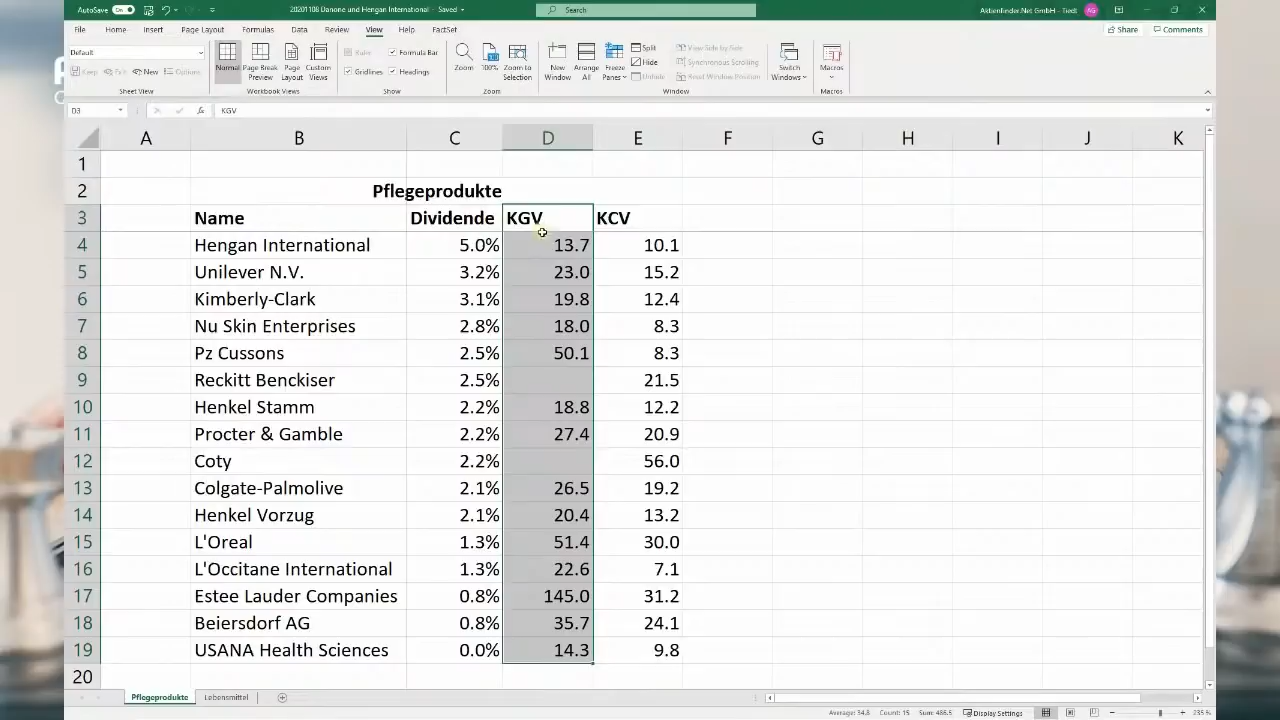 AutoSave On 20201108 Danone und Hengan International - Saved Search Aktienfinder.Net GmbH - Tiedt AG
File Home Insert Page Layout Formulas Data Review View Help FactSet Share Comments
Default
Keep Exit New Options
Normal Page Break Preview Page Layout Custom Views
Ruler Formula Bar
Gridlines Headings
Zoom 100% Zoom to Selection
New Window Arrange All Freeze Panes
Split View Side by Side
Hide Synchronous Scrolling
Unhide Reset Window Position
Switch Windows Macros
Sheet View Workbook Views Show Zoom Window Macros
D3 fx KGV
A B C D E F G H I J K
1
2 Pflegeprodukte
3 Name Dividende KGV KCV
4 Hengan International 5.0% 13.7 10.1
5 Unilever N.V. 3.2% 23.0 15.2
6 Kimberly-Clark 3.1% 19.8 12.4
7 Nu Skin Enterprises 2.8% 18.0 8.3
8 Pz Cussons 2.5% 50.1 8.3
9 Reckitt Benckiser 2.5% 21.5
10 Henkel Stamm 2.2% 18.8 12.2
11 Procter & Gamble 2.2% 27.4 20.9
12 Coty 2.2% 56.0
13 Colgate-Palmolive 2.1% 26.5 19.2
14 Henkel Vorzug 2.1% 20.4 13.2
15 L'Oreal 1.3% 51.4 30.0
16 L'Occitane International 1.3% 22.6 7.1
17 Estee Lauder Companies 0.8% 145.0 31.2
18 Beiersdorf AG 0.8% 35.7 24.1
19 USANA Health Sciences 0.0% 14.3 9.8
20
Pflegeprodukte Lebensmittel
Average: 34.8 Count: 15 Sum: 486.5 Display Settings 235 %